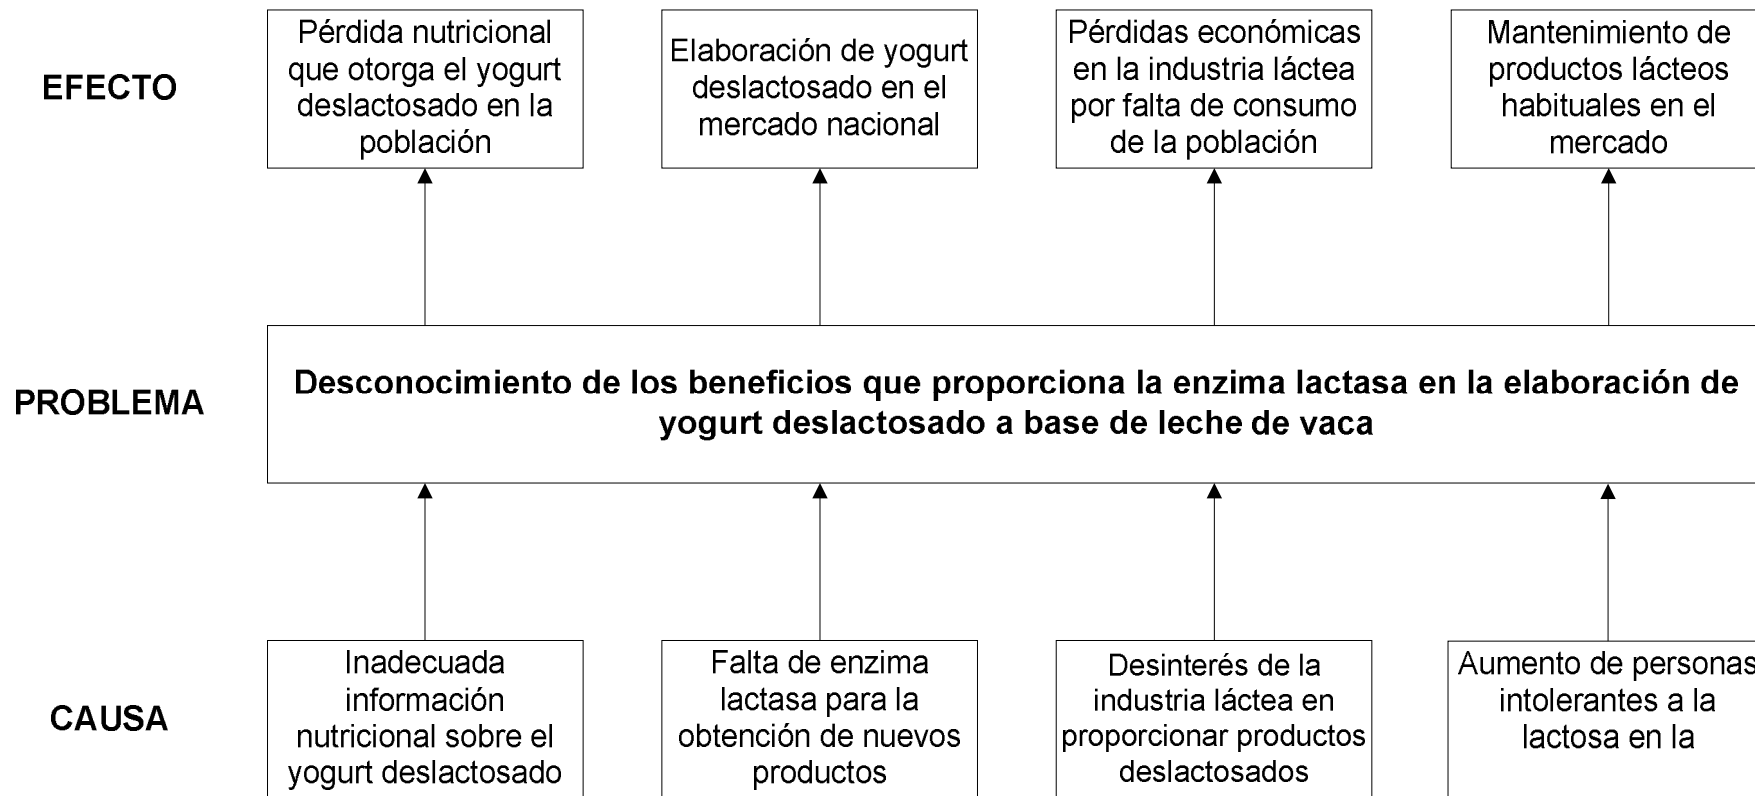 EFECTO
Pérdida nutricional
que otorga el yogurt
deslactosado en la
población
Elaboración de yogurt
deslactosado en el
mercado nacional
Pérdidas económicas
en la industria láctea
por falta de consumo
de la población
Mantenimiento de
productos lácteos
habituales en el
mercado
PROBLEMA
Desconocimiento de los beneficios que proporciona la enzima lactasa en la elaboración de
yogurt deslactosado a base de leche de vaca
CAUSA
Inadecuada
información
nutricional sobre el
yogurt deslactosado
Falta de enzima
lactasa para la
obtención de nuevos
productos
Desinterés de la
industria láctea en
proporcionar productos
deslactosados
Aumento de personas
intolerantes a la
lactosa en la